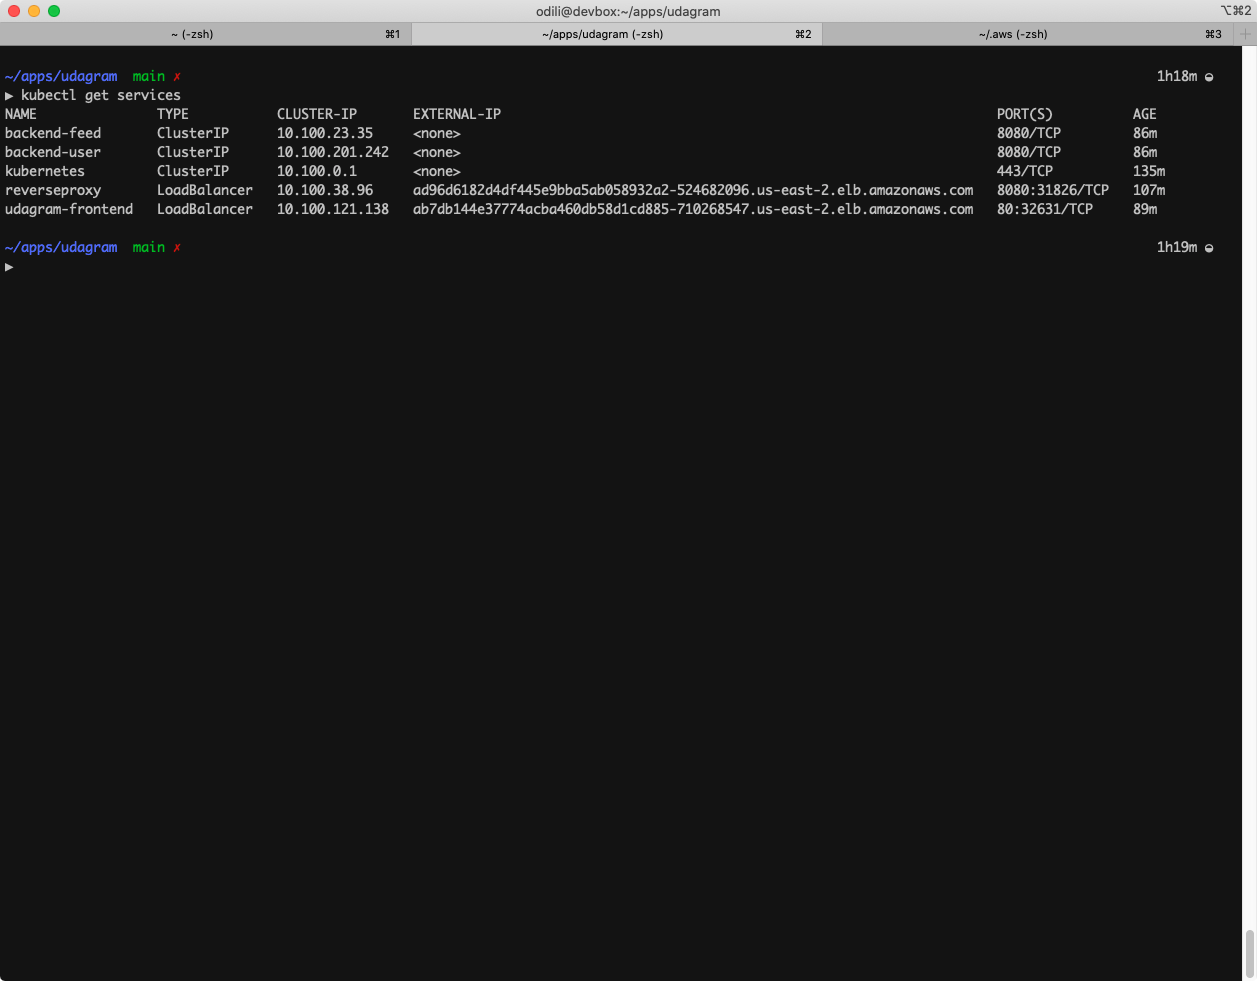 odili@devbox:~/apps/udagram ⌥⌘2
~ (-zsh) ⌘1 ~/apps/udagram (-zsh) ⌘2 ~/.aws (-zsh) ⌘3 +
~/apps/udagram main ✗ 1h18m ◒
▶ kubectl get services
NAME TYPE CLUSTER-IP EXTERNAL-IP PORT(S) AGE
backend-feed ClusterIP 10.100.23.35 <none> 8080/TCP 86m
backend-user ClusterIP 10.100.201.242 <none> 8080/TCP 86m
kubernetes ClusterIP 10.100.0.1 <none> 443/TCP 135m
reverseproxy LoadBalancer 10.100.38.96 ad96d6182d4df445e9bba5ab058932a2-524682096.us-east-2.elb.amazonaws.com 8080:31826/TCP 107m
udagram-frontend LoadBalancer 10.100.121.138 ab7db144e37774acba460db58d1cd885-710268547.us-east-2.elb.amazonaws.com 80:32631/TCP 89m
~/apps/udagram main ✗ 1h19m ◒
▶